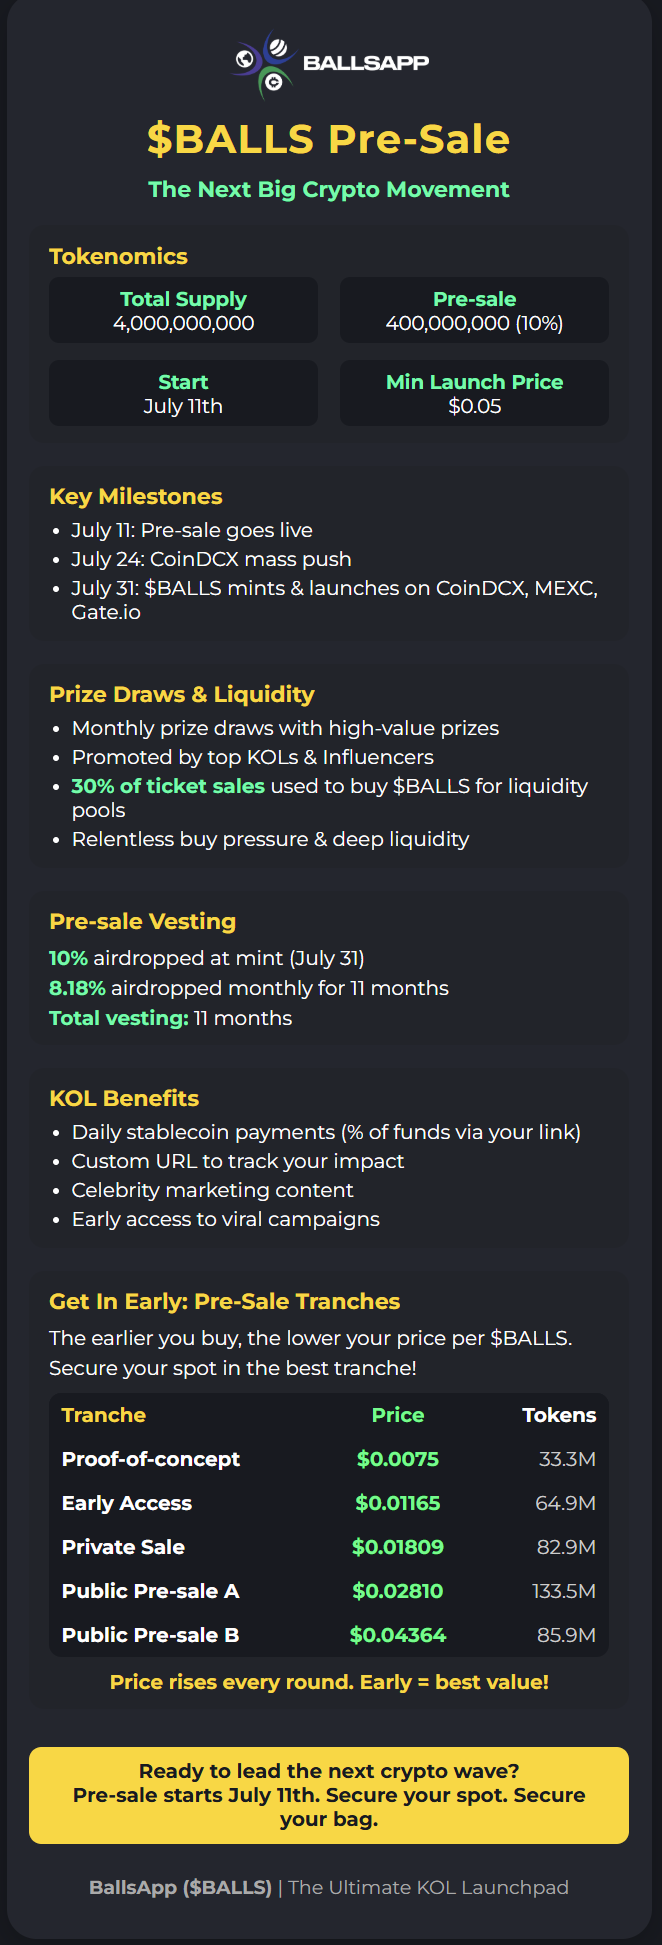 BALLSAPP
$BALLS Pre-Sale
The Next Big Crypto Movement
Tokenomics
Total Supply
4,000,000,000
Pre-sale
400,000,000 (10%)
Start
July 11th
Min Launch Price
$0.05
Key Milestones
• July 11: Pre-sale goes live
• July 24: CoinDCX mass push
• July 31: $BALLS mints & launches on CoinDCX, MEXC,
Gate.io
Prize Draws & Liquidity
• Monthly prize draws with high-value prizes
• Promoted by top KOLs & Influencers
• 30% of ticket sales used to buy $BALLS for liquidity
pools
• Relentless buy pressure & deep liquidity
Pre-sale Vesting
10% airdropped at mint (July 31)
8.18% airdropped monthly for 11 months
Total vesting: 11 months
KOL Benefits
• Daily stablecoin payments (% of funds via your link)
• Custom URL to track your impact
• Celebrity marketing content
• Early access to viral campaigns
Get In Early: Pre-Sale Tranches
The earlier you buy, the lower your price per $BALLS.
Secure your spot in the best tranche!
Tranche Price Tokens
Proof-of-concept $0.0075 33.3M
Early Access $0.01165 64.9M
Private Sale $0.01809 82.9M
Public Pre-sale A $0.02810 133.5M
Public Pre-sale B $0.04364 85.9M
Price rises every round. Early = best value!
Ready to lead the next crypto wave?
Pre-sale starts July 11th. Secure your spot. Secure
your bag.
BallsApp ($BALLS) | The Ultimate KOL Launchpad